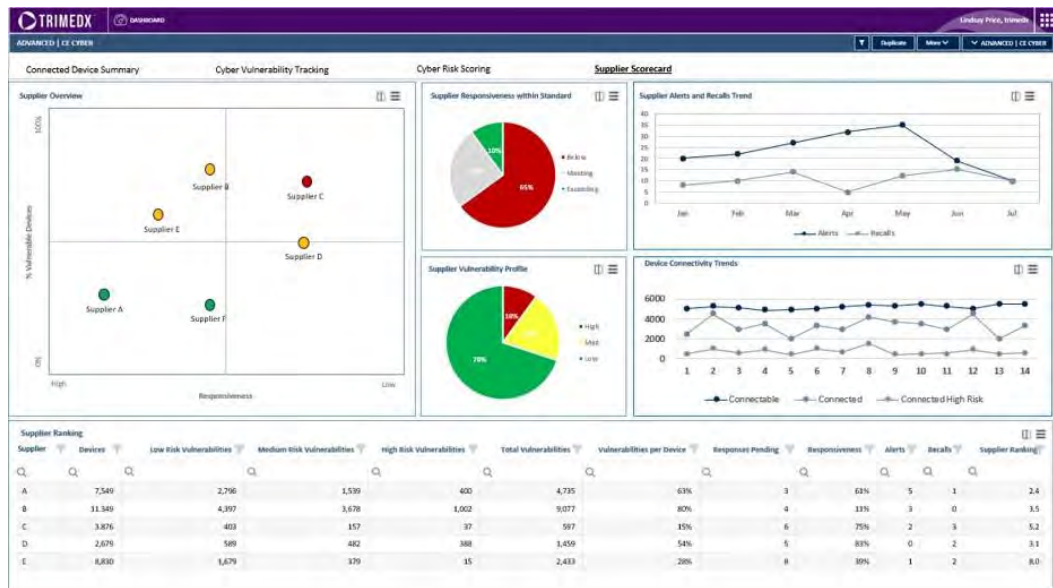 TRIMEDX DASHBOARD Lindsay Price, trimedx
ADVANCED | CE CYBER Duplicate More ADVANCED | CE CYBER
Connected Device Summary Cyber Vulnerability Tracking Cyber Risk Scoring Supplier Scorecard
Supplier Overview
100%
% Vulnerable Devices
0%
Supplier B
Supplier C
Supplier E
Supplier D
Supplier A
Supplier F
High Low
Responsiveness
Supplier Responsiveness within Standard
10%
65%
Below
Meeting
Exceeding
Supplier Alerts and Recalls Trend
40
35
30
25
20
15
10
5
0
Jan Feb Mar Apr May Jun Jul
Alerts Recalls
Supplier Vulnerability Profile
10%
70%
High
Med
Low
Device Connectivity Trends
6000
4000
2000
0
1 2 3 4 5 6 7 8 9 10 11 12 13 14
Connectable Connected Connected High Risk
Supplier Ranking
Supplier Devices Low Risk Vulnerabilities Medium Risk Vulnerabilities High Risk Vulnerabilities Total Vulnerabilities Vulnerabilities per Device Responses Pending Responsiveness Alerts Recalls Supplier Ranking
A 7,549 2,796 1,539 400 4,735 63% 3 61% 5 1 2.4
B 11,349 4,397 3,678 1,002 9,077 80% 4 33% 3 0 3.5
C 3,876 403 157 37 597 15% 6 75% 2 3 5.2
D 2,679 589 482 388 1,459 54% 5 83% 0 2 3.1
E 8,830 1,679 379 15 2,433 28% 8 39% 1 2 8.0